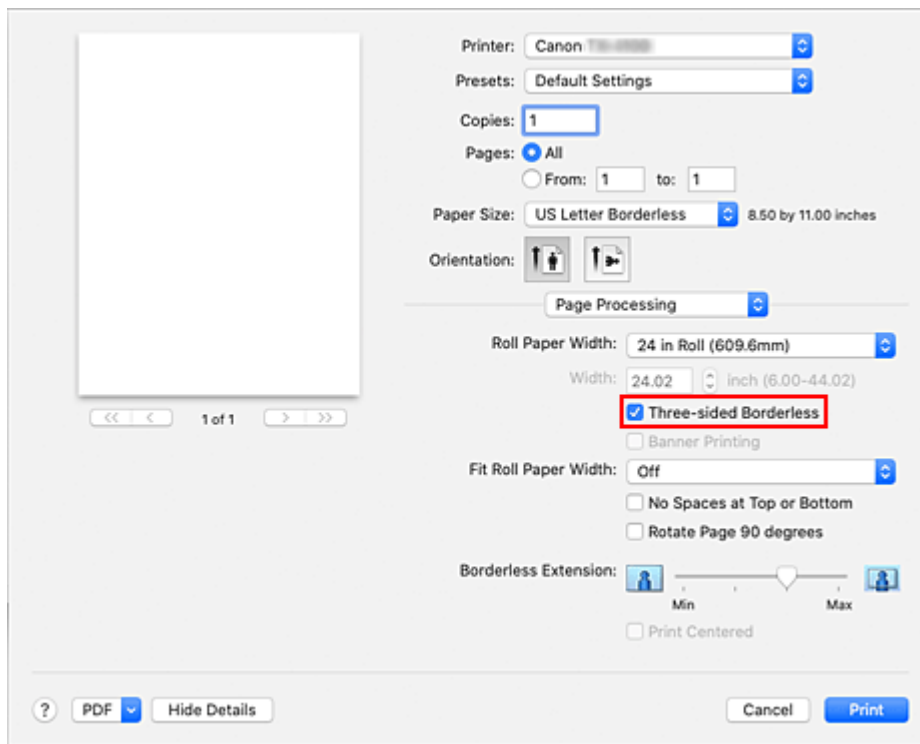 Printer: Canon
Presets: Default Settings
Copies: 1
Pages: All
From: 1 to: 1
Paper Size: US Letter Borderless 8.50 by 11.00 inches
Orientation:
Page Processing
Roll Paper Width: 24 in Roll (609.6mm)
Width: 24.02 inch (6.00-44.02)
<< < 1 of 1 > >>
Three-sided Borderless
Banner Printing
Fit Roll Paper Width: Off
No Spaces at Top or Bottom
Rotate Page 90 degrees
Borderless Extension:
Min Max
Print Centered
? PDF Hide Details Cancel Print